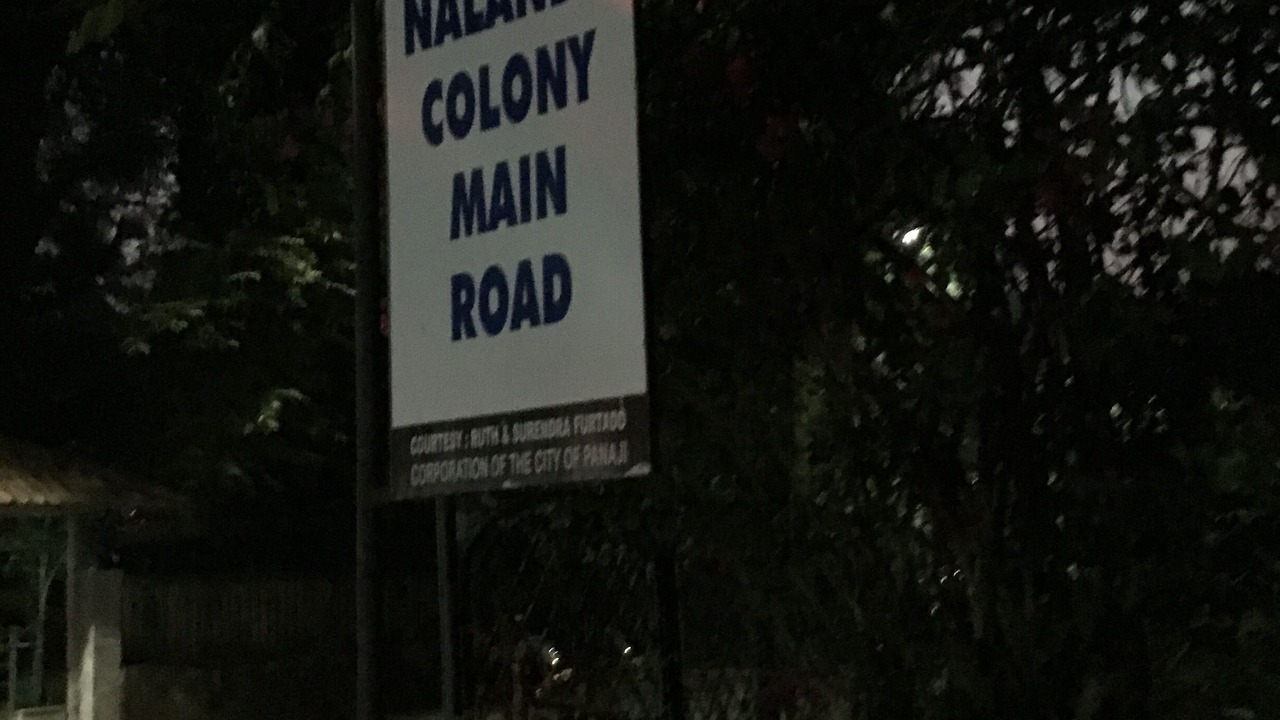 COLONY
MAIN
ROAD
COURTESY : RUTH & SURENDRA FURTADO
CORPORATION OF THE CITY OF PANAJI